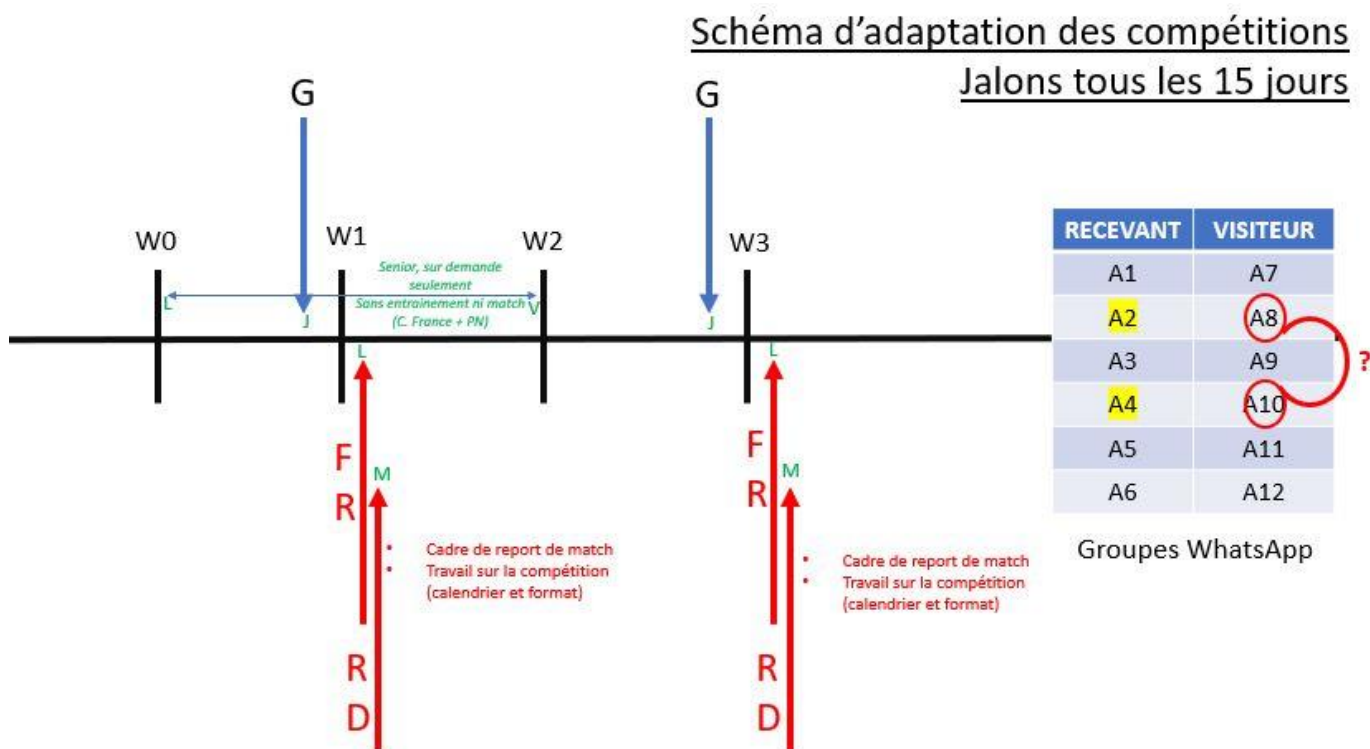 Schéma d’adaptation des compétitions
Jalons tous les 15 jours
G
G
W0
W1
W2
W3
Senior, sur demande
seulement
Sans entrainement ni match
(C. France + PN)
L
J
V
J
L
L
F
R
M
F
R
M
Cadre de report de match
Travail sur la compétition
(calendrier et format)
Cadre de report de match
Travail sur la compétition
(calendrier et format)
R
D
R
D
RECEVANT VISITEUR
A1 A7
A2 A8
A3 A9
A4 A10
A5 A11
A6 A12
?
Groupes WhatsApp